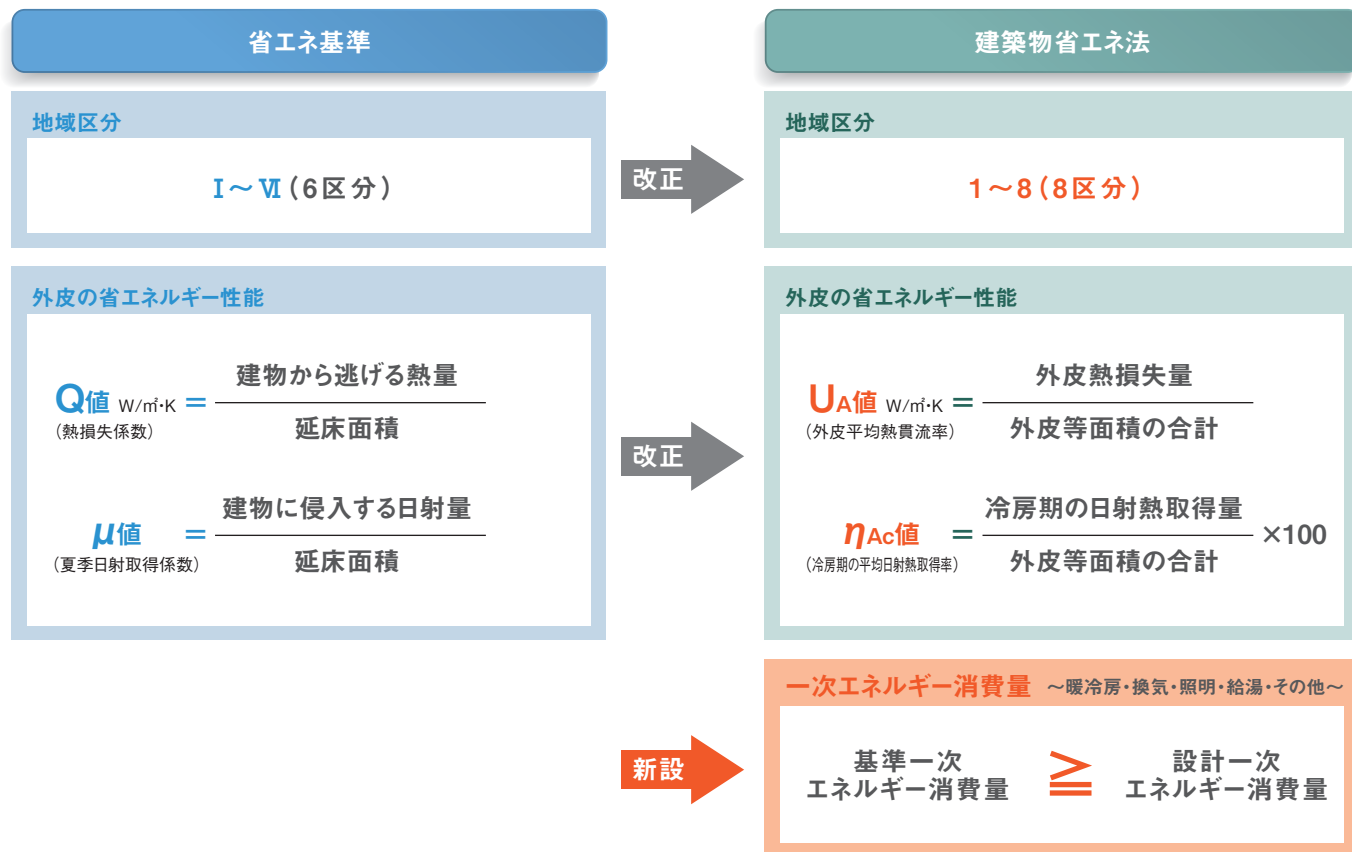 省エネ基準
建築物省エネ法
地域区分
I～Ⅵ（6区分）
改正
地域区分
1～8（8区分）
外皮の省エネルギー性能
Q値 W/㎡・K ＝ 建物から逃げる熱量
（熱損失係数） 延床面積
μ値 ＝ 建物に侵入する日射量
（夏季日射取得係数） 延床面積
改正
外皮の省エネルギー性能
UA値 W/㎡・K ＝ 外皮熱損失量
（外皮平均熱貫流率） 外皮等面積の合計
ηAc値 ＝ 冷房期の日射熱取得量 ×100
（冷房期の平均日射熱取得率） 外皮等面積の合計
新設
一次エネルギー消費量 ～暖冷房・換気・照明・給湯・その他～
基準一次 ≧ 設計一次
エネルギー消費量 エネルギー消費量